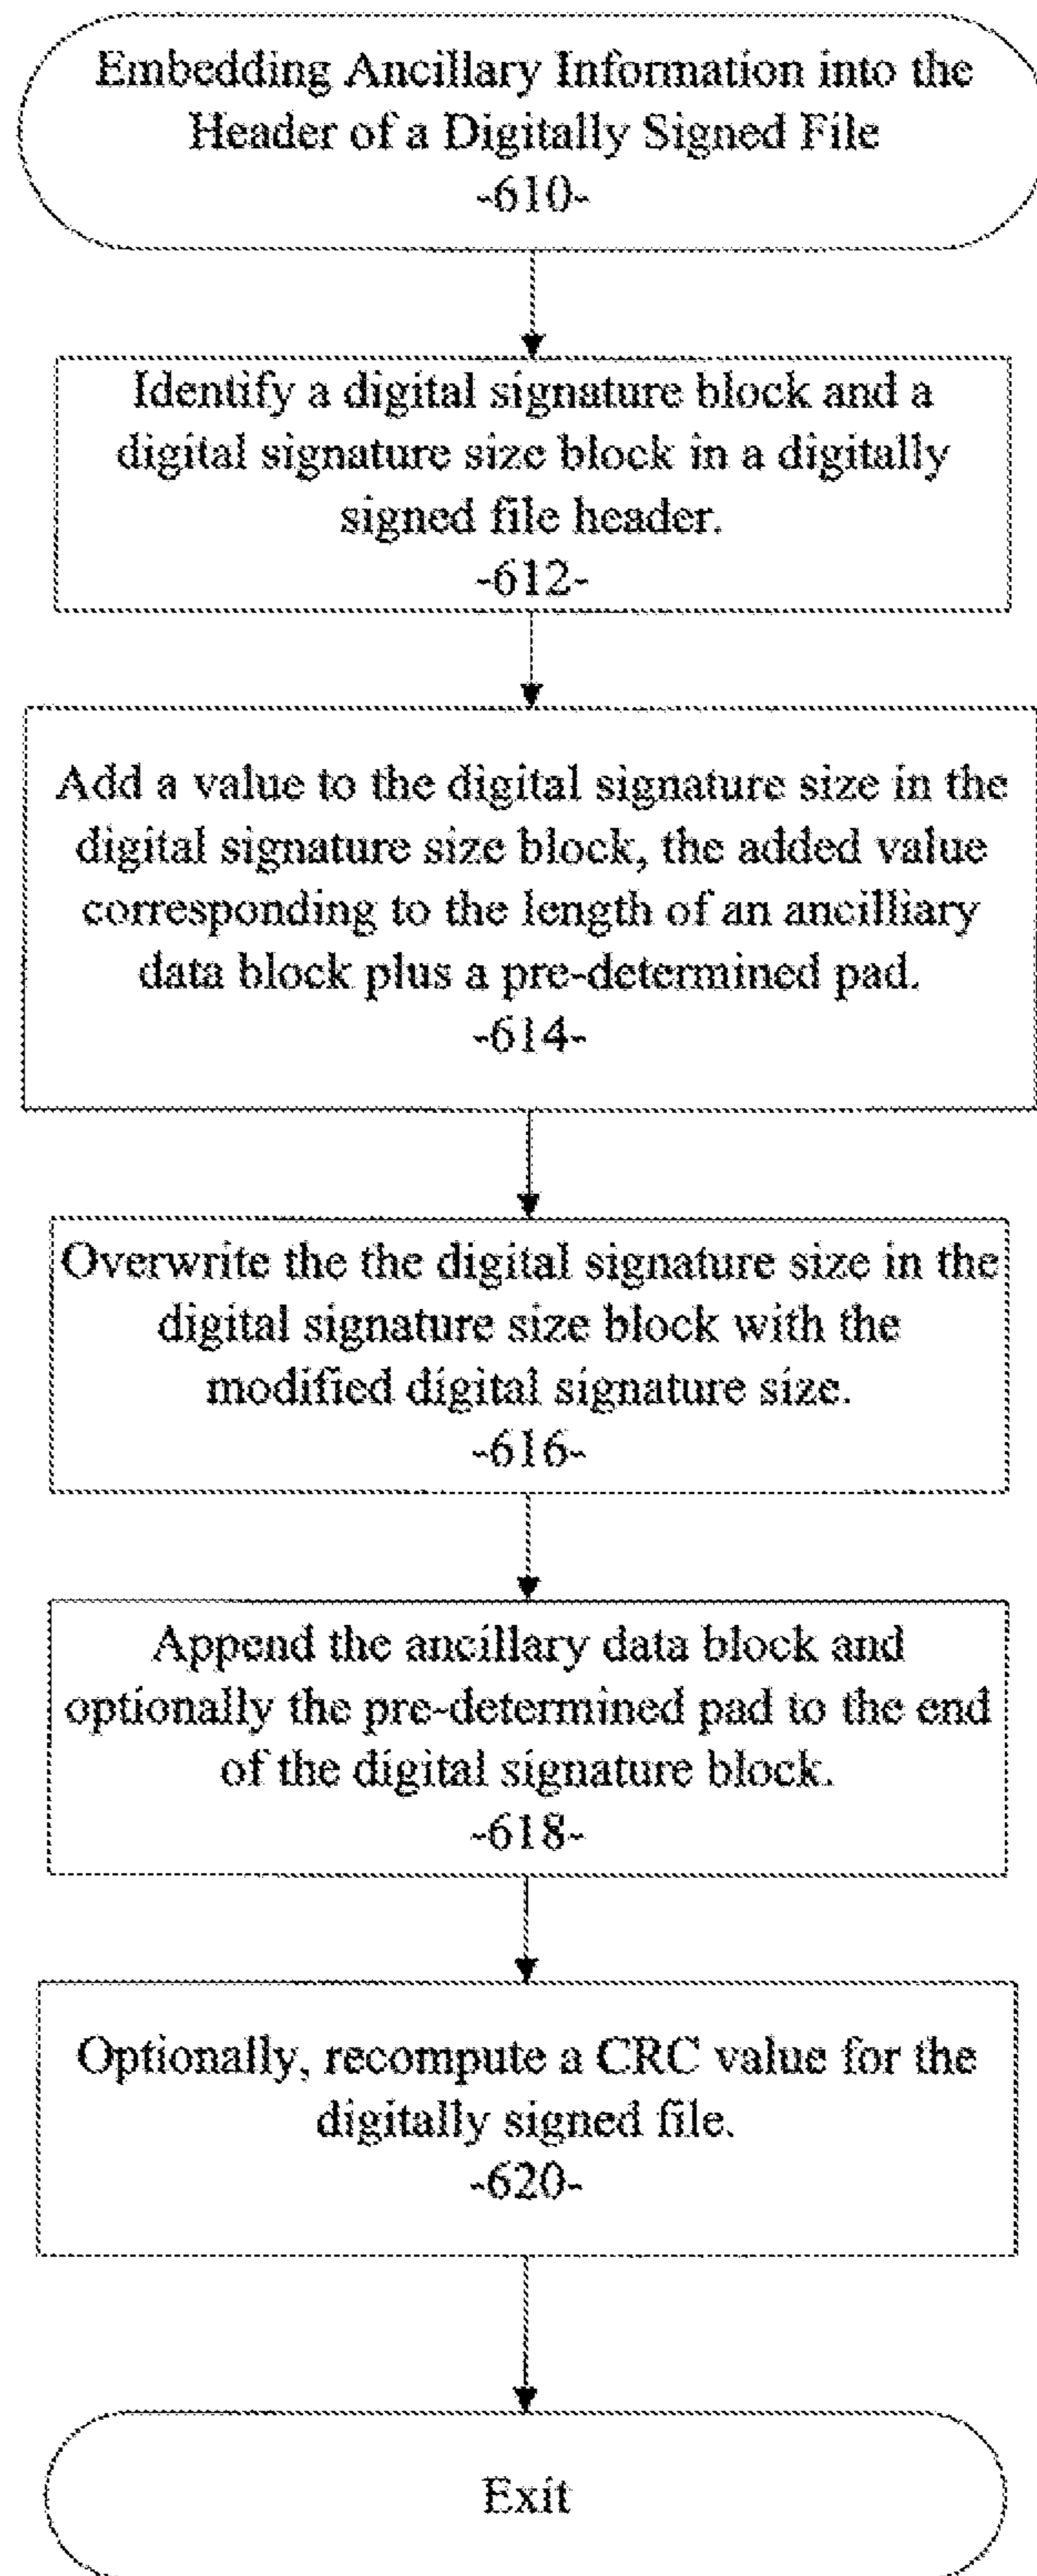 Embedding Ancillary Information into the
Header of a Digitally Signed File
-610-
Identify a digital signature block and a
digital signature size block in a digitally
signed file header.
-612-
Add a value to the digital signature size in the
digital signature size block, the added value
corresponding to the length of an ancilliary
data block plus a pre-determined pad.
-614-
Overwrite the the digital signature size in the
digital signature size block with the
modified digital signature size.
-616-
Append the ancillary data block and
optionally the pre-determined pad to the end
of the digital signature block.
-618-
Optionally, recompute a CRC value for the
digitally signed file.
-620-
Exit